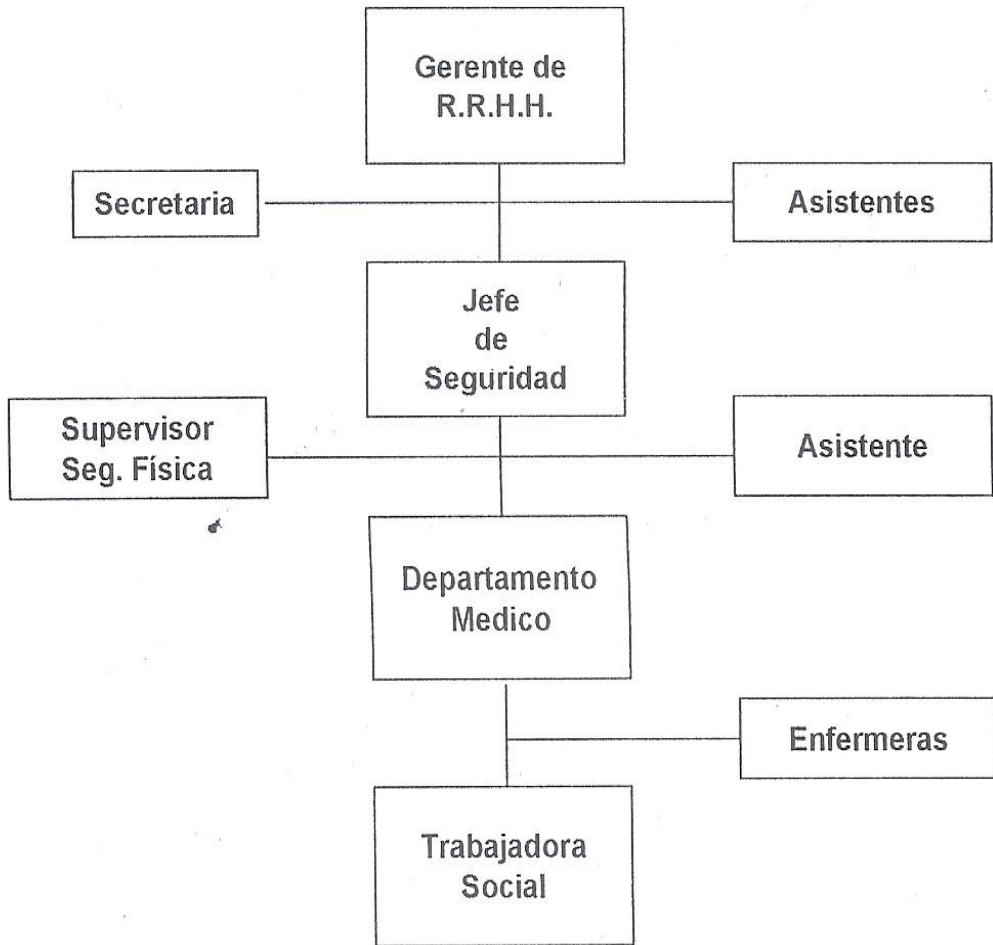 Gerente de
R.R.H.H.
Secretaria
Asistentes
Jefe
de
Seguridad
Supervisor
Seg. Física
Asistente
Departamento
Medico
Enfermeras
Trabajadora
Social